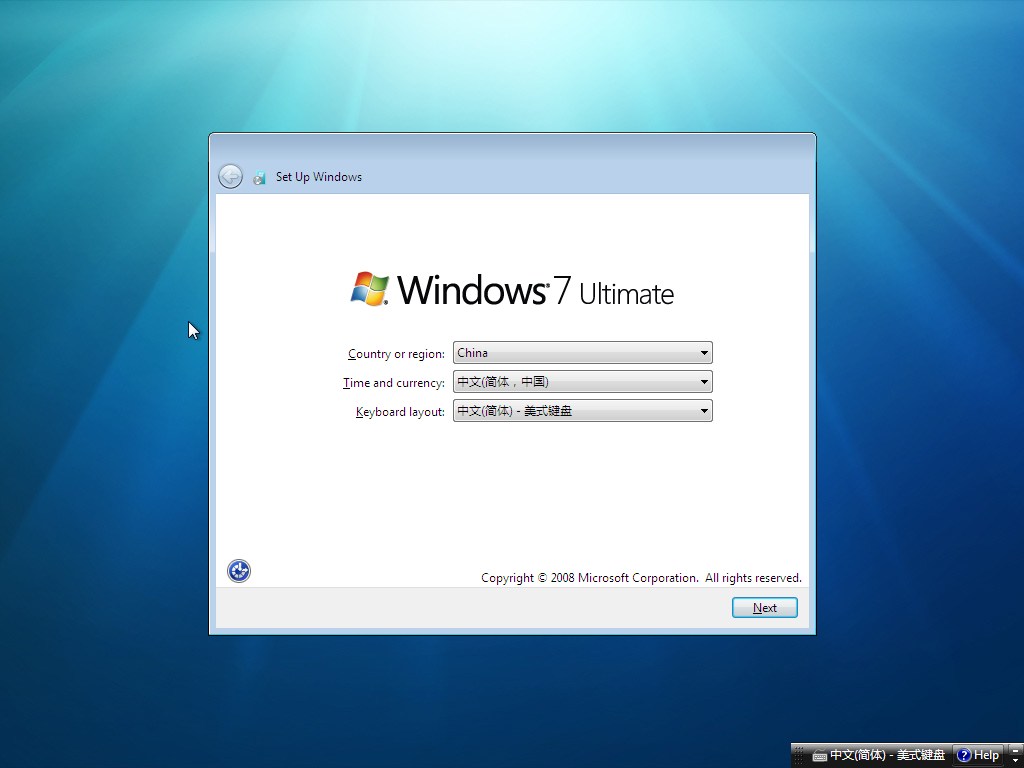 Set Up Windows
Windows® 7 Ultimate
Country or region: China
Time and currency: 中文(简体，中国)
Keyboard layout: 中文(简体) - 美式键盘
Copyright © 2008 Microsoft Corporation. All rights reserved.
Next
中文(简体) - 美式键盘 Help